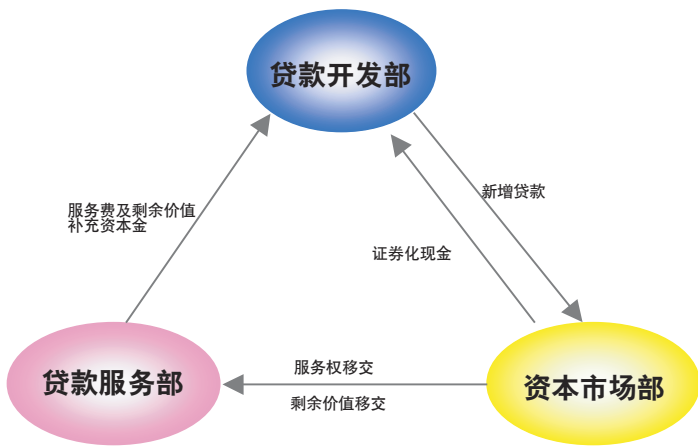 贷款开发部
新增贷款
服务费及剩余价值
补充资本金
证券化现金
服务权移交
贷款服务部
资本市场部
剩余价值移交